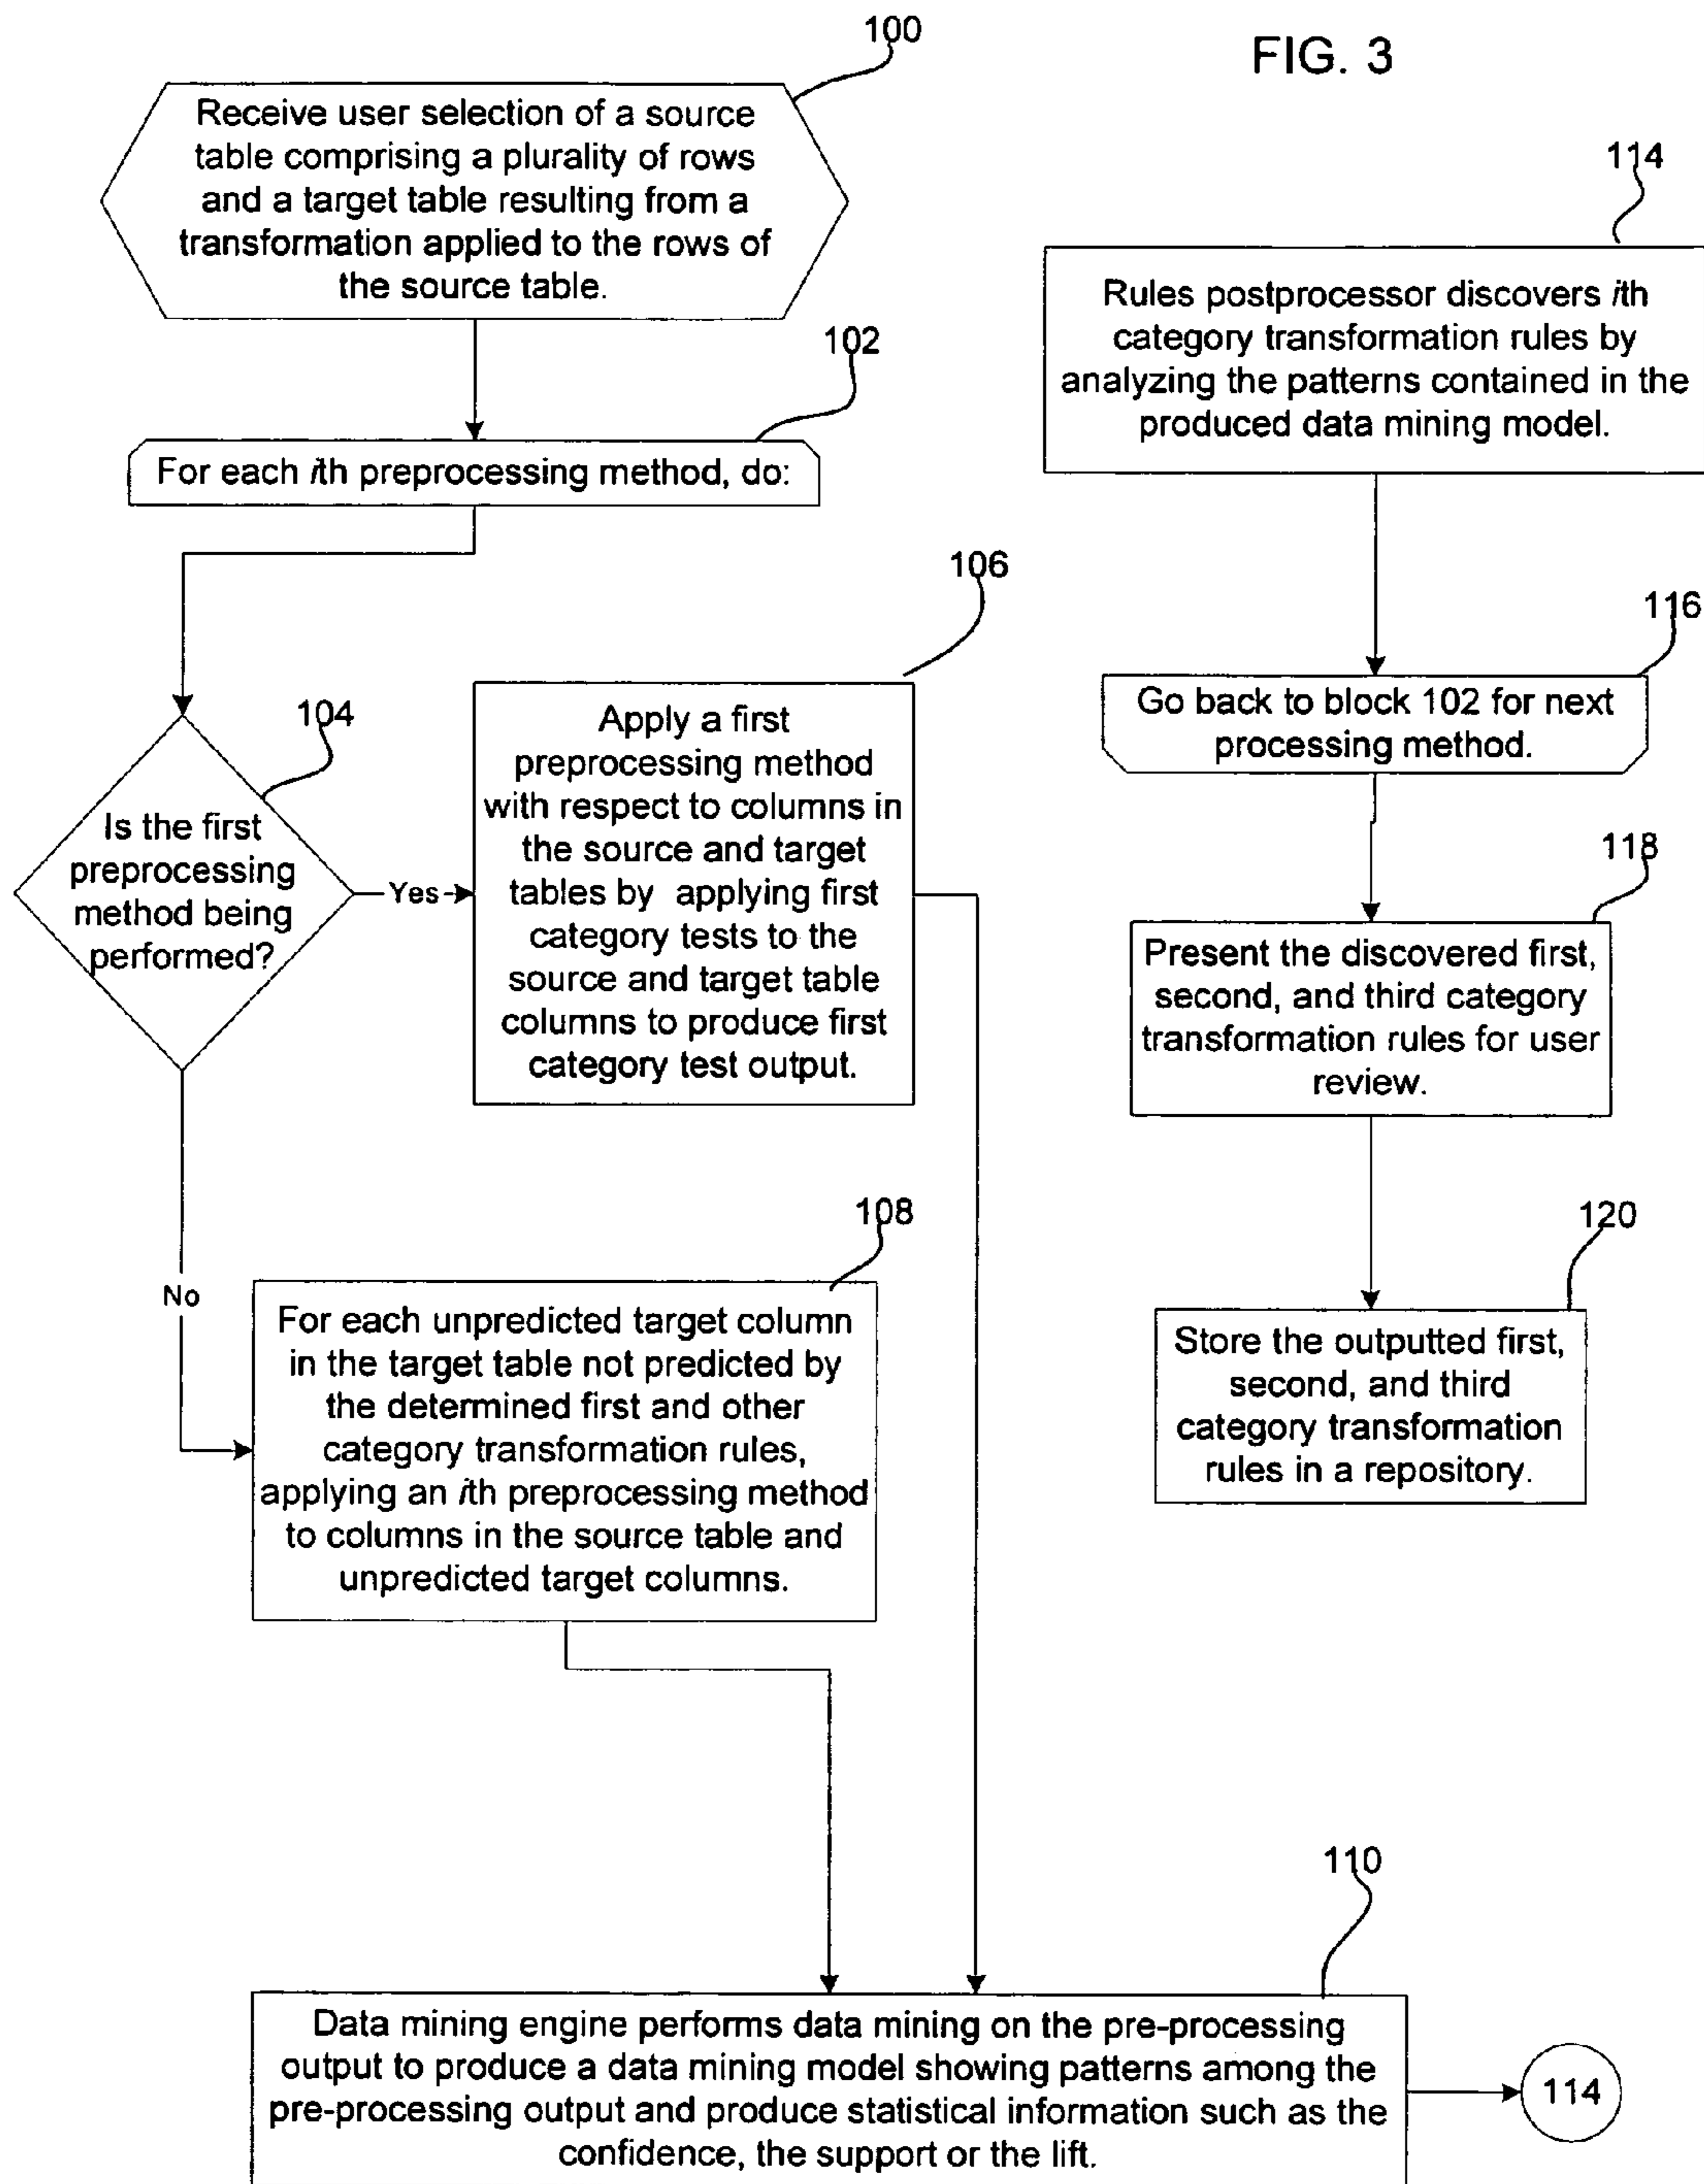 FIG. 3
100
Receive user selection of a source
table comprising a plurality of rows
and a target table resulting from a
transformation applied to the rows of
the source table.
102
For each ith preprocessing method, do:
104
Is the first
preprocessing
method being
performed?
Yes
No
106
Apply a first
preprocessing method
with respect to columns in
the source and target
tables by applying first
category tests to the
source and target table
columns to produce first
category test output.
108
For each unpredicted target column
in the target table not predicted by
the determined first and other
category transformation rules,
applying an ith preprocessing method
to columns in the source table and
unpredicted target columns.
110
Data mining engine performs data mining on the pre-processing
output to produce a data mining model showing patterns among the
pre-processing output and produce statistical information such as the
confidence, the support or the lift.
114
114
Rules postprocessor discovers ith
category transformation rules by
analyzing the patterns contained in the
produced data mining model.
116
Go back to block 102 for next
processing method.
118
Present the discovered first,
second, and third category
transformation rules for user
review.
120
Store the outputted first,
second, and third
category transformation
rules in a repository.